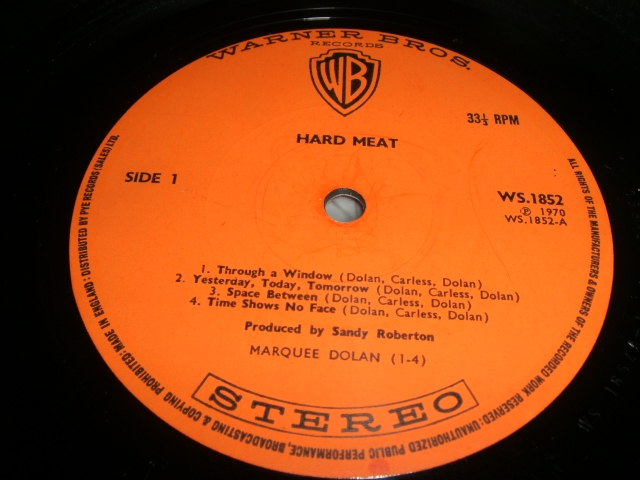 WARNER BROS.
RECORDS
WB
33⅓ RPM
HARD MEAT
SIDE 1
WS.1852
Ⓟ 1970
WS.1852-A
1. Through a Window (Dolan, Carless, Dolan)
2. Yesterday, Today, Tomorrow (Dolan, Carless, Dolan)
3. Space Between (Dolan, Carless, Dolan)
4. Time Shows No Face (Dolan, Carless, Dolan)
Produced by Sandy Roberton
MARQUEE DOLAN (1-4)
STEREO
ALL RIGHTS OF THE MANUFACTURERS & OWNERS OF THE RECORDED WORK RESERVED: UNAUTHORIZED PUBLIC PERFORMANCE, BROADCASTING & COPYING PROHIBITED: MADE IN ENGLAND: DISTRIBUTED BY PYE RECORDS (SALES) LTD.